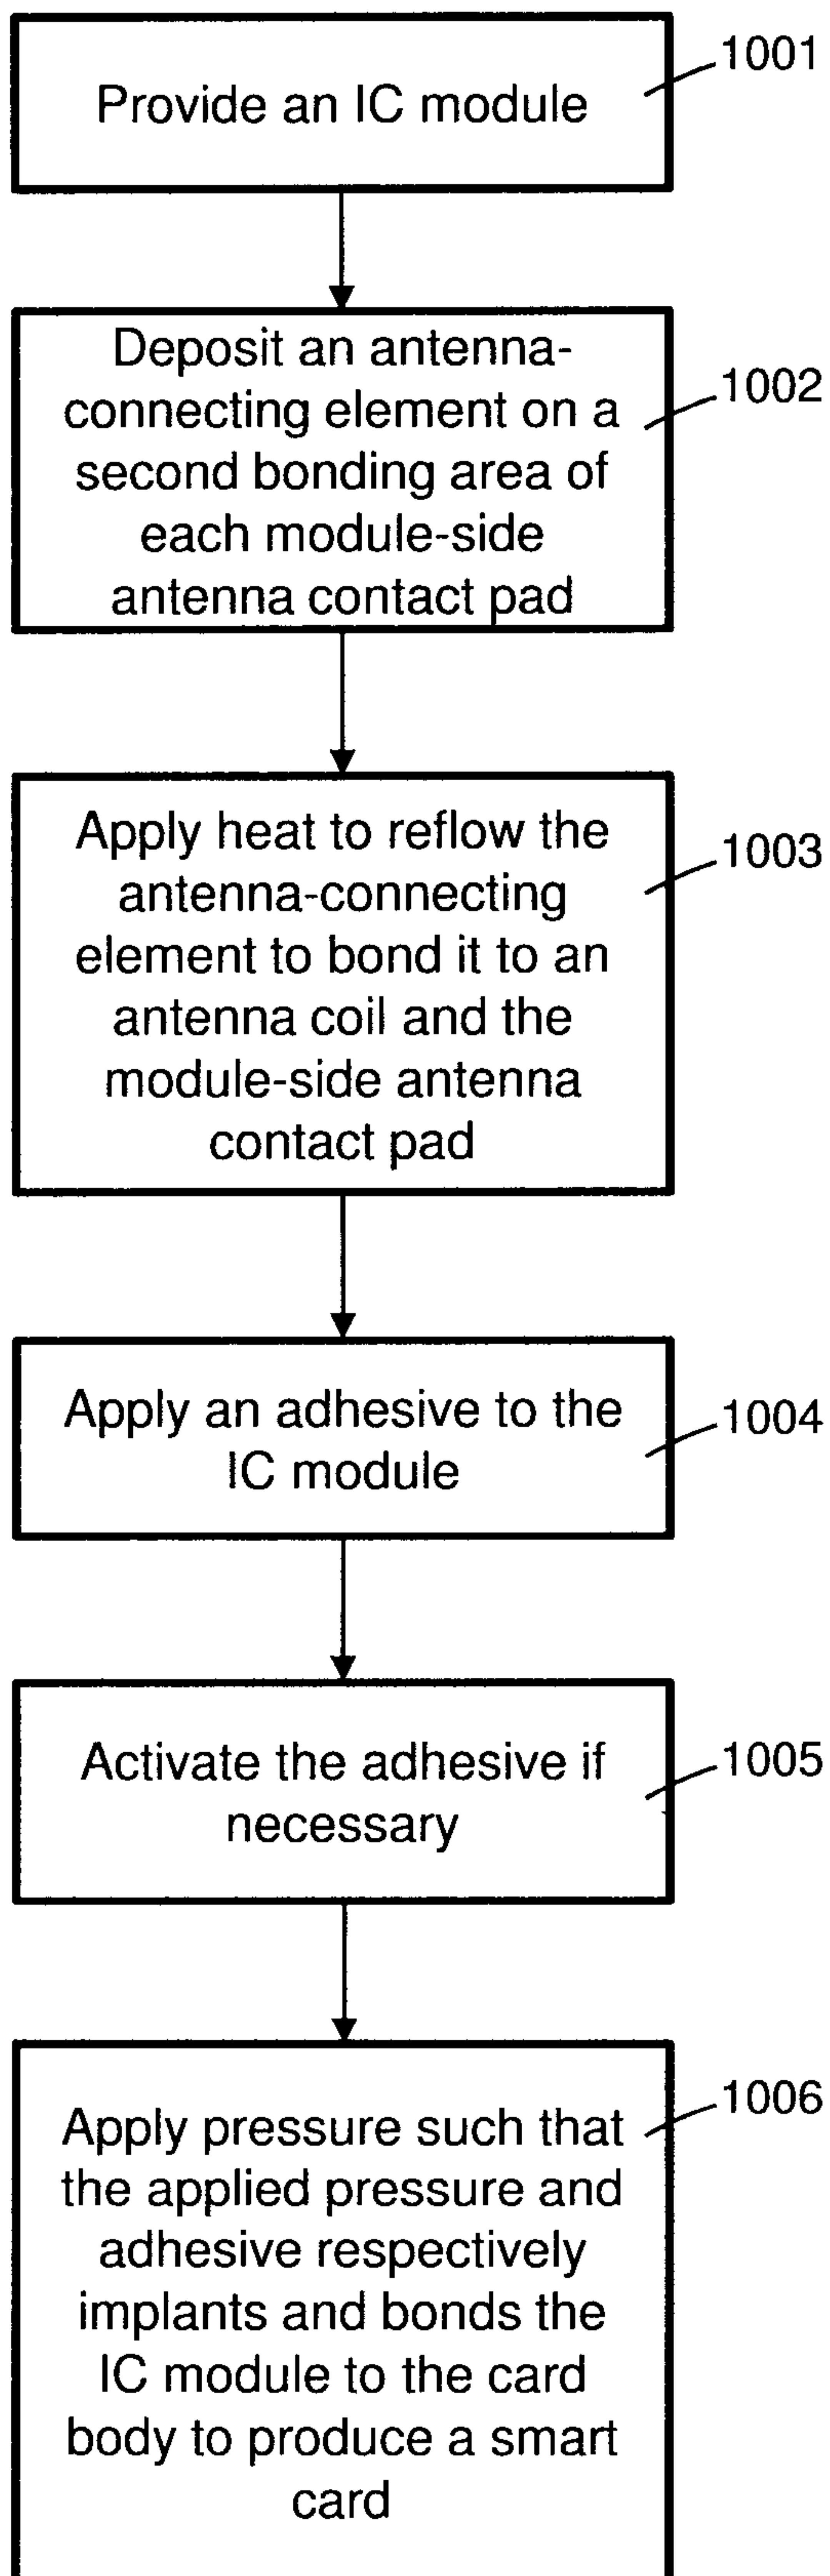 Provide an IC module
1001
Deposit an antenna-
connecting element on a
second bonding area of
each module-side
antenna contact pad
1002
Apply heat to reflow the
antenna-connecting
element to bond it to an
antenna coil and the
module-side antenna
contact pad
1003
Apply an adhesive to the
IC module
1004
Activate the adhesive if
necessary
1005
Apply pressure such that
the applied pressure and
adhesive respectively
implants and bonds the
IC module to the card
body to produce a smart
card
1006